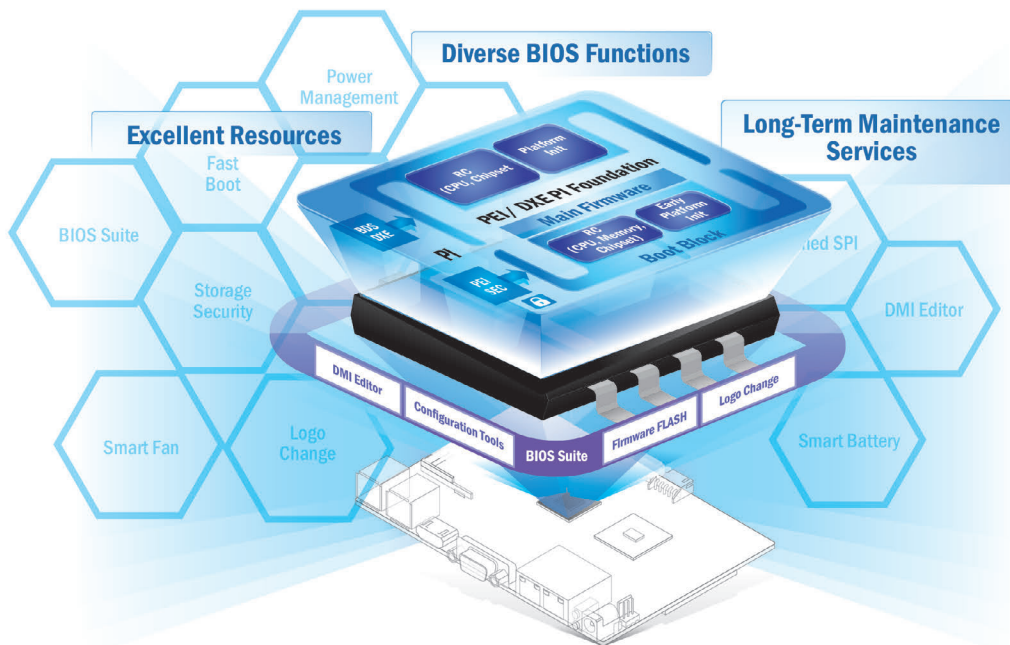 Diverse BIOS Functions
Excellent Resources
Long-Term Maintenance
Services
Power
Management
Fast
Boot
BIOS Suite
Storage
Security
Smart Fan
Logo
Change
SPI
DMI Editor
Smart Battery
RC
(CPU, Chipset
Platform
Init
PEI / DXE PI Foundation
Main Firmware
BDS
DXE
PI
RC
(CPU, Memory,
Chipset)
Early
Platform
init
Boot Block
PEI
SEC
DMI Editor
Configuration Tools
BIOS Suite
Firmware FLASH
Logo Change